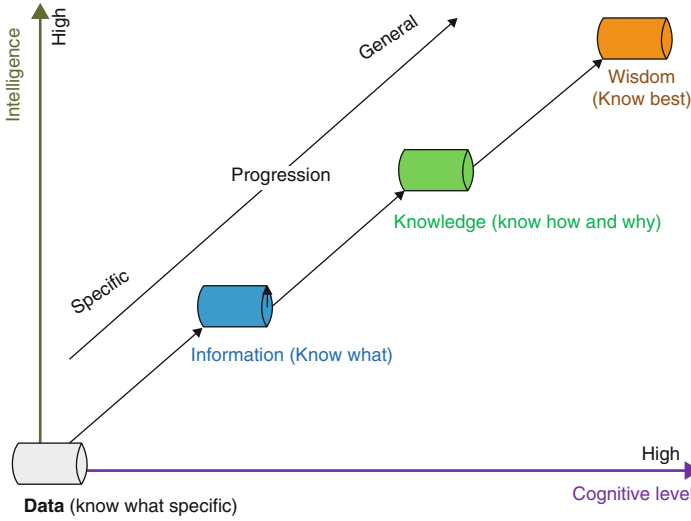 High
Intelligence
General
Wisdom
(Know best)
Progression
Knowledge (know how and why)
Specific
Information (Know what)
High
Cognitive level
Data (know what specific)